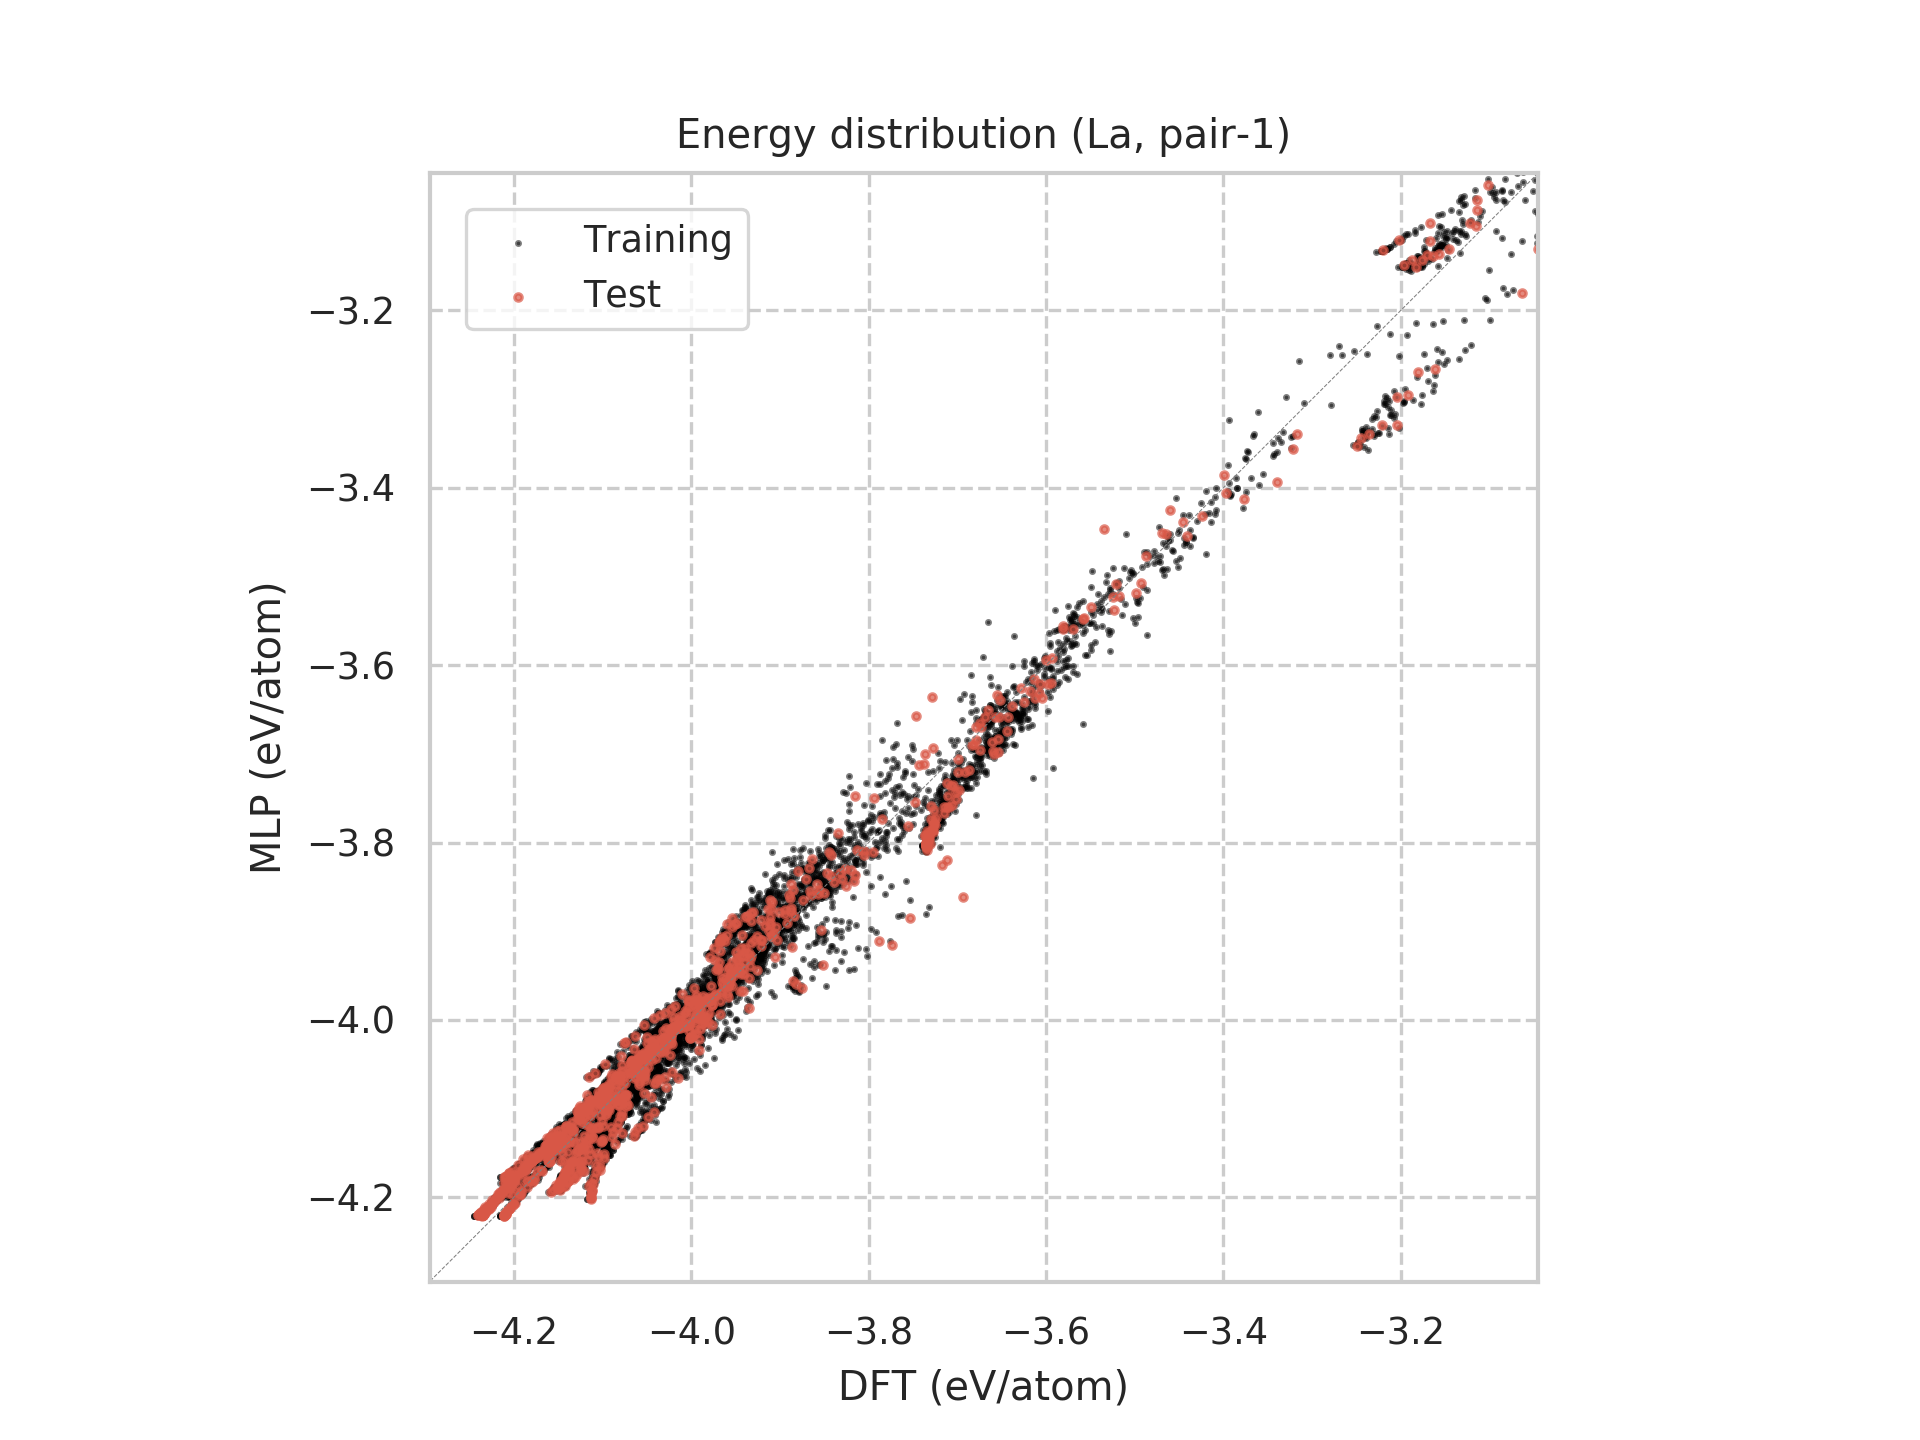 Energy distribution (La, pair-1)
Training
Test
MLP (eV/atom)
−3.2
−3.4
−3.6
−3.8
−4.0
−4.2
−4.2 −4.0 −3.8 −3.6 −3.4 −3.2
DFT (eV/atom)